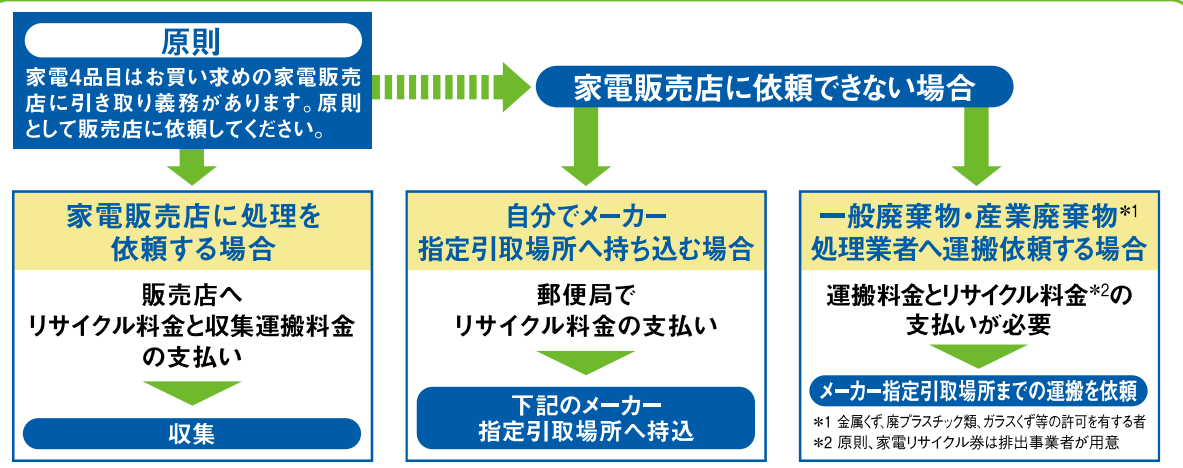 原則
家電4品目はお買い求めの家電販売
店に引き取り義務があります。原則
として販売店に依頼してください。
家電販売店に依頼できない場合
家電販売店に処理を
依頼する場合
販売店へ
リサイクル料金と収集運搬料金
の支払い
収集
自分でメーカー
指定引取場所へ持ち込む場合
郵便局で
リサイクル料金の支払い
下記のメーカー
指定引取場所へ持込
一般廃棄物・産業廃棄物*1
処理業者へ運搬依頼する場合
運搬料金とリサイクル料金*2の
支払いが必要
メーカー指定引取場所までの運搬を依頼
*1 金属くず、廃プラスチック類、ガラスくず等の許可を有する者
*2 原則、家電リサイクル券は排出事業者が用意